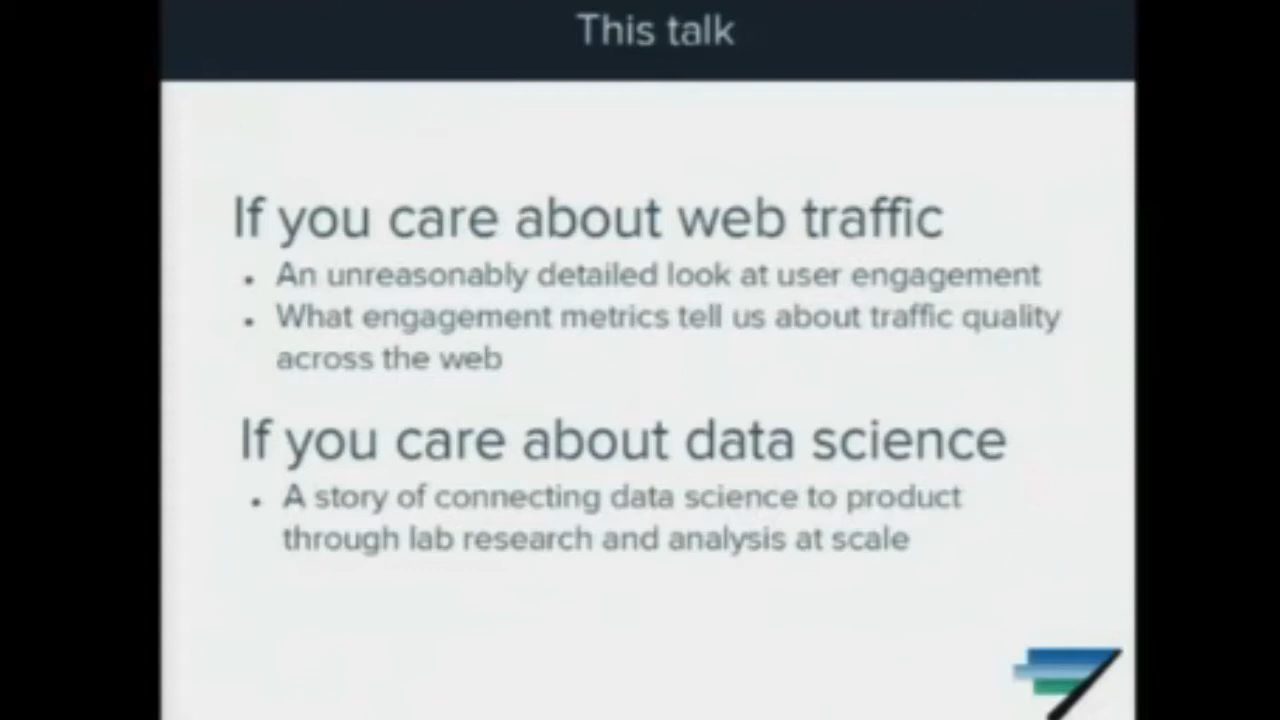 This talk
If you care about web traffic
• An unreasonably detailed look at user engagement
• What engagement metrics tell us about traffic quality
across the web
If you care about data science
• A story of connecting data science to product
through lab research and analysis at scale